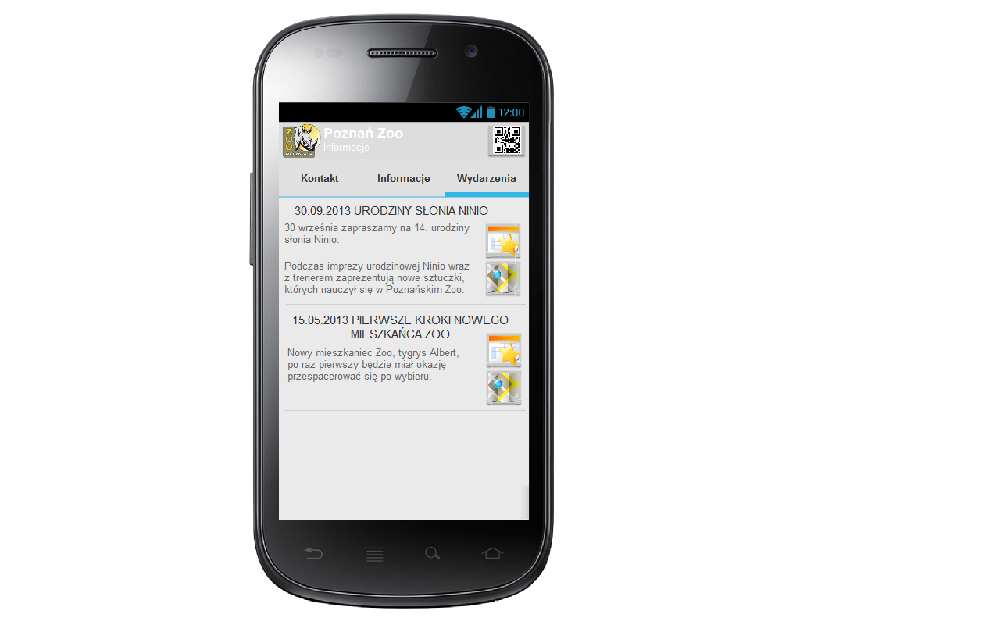 12:00
ZOO
POZNAŃ
Poznań Zoo
Informacje
Kontakt
Informacje
Wydarzenia
30.09.2013 URODZINY SŁONIA NINIO
30 września zapraszamy na 14. urodziny
słonia Ninio.
Podczas imprezy urodzinowej Ninio wraz
z trenerem zaprezentują nowe sztuczki,
których nauczył się w Poznańskim Zoo.
15.05.2013 PIERWSZE KROKI NOWEGO
MIESZKAŃCA ZOO
Nowy mieszkaniec Zoo, tygrys Albert,
po raz pierwszy będzie miał okazję
przespacerować się po wybieru.